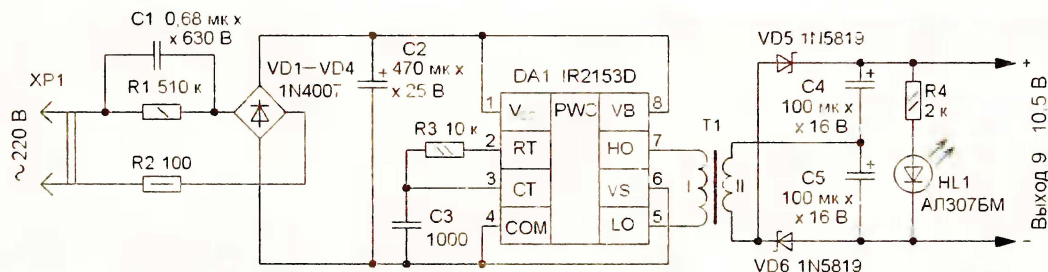 C1 0,68 мк х
х 630 В
XP1
R1 510 к
~220 В
R2 100
VD1–VD4
1N4007
C2
470 мк х
х 25 В
R3 10 к
C3
1000
DA1 IR2153D
PWC
1
2
3
4
V
RT
CT
COM
VB
HO
VS
LO
8
7
6
5
T1
I
II
VD5 1N5819
C4
100 мк х
х 16 В
C5
100 мк х
х 16 В
VD6 1N5819
R4
2 к
HL1
АЛ307БМ
+
Выход 9 10,5 В
–